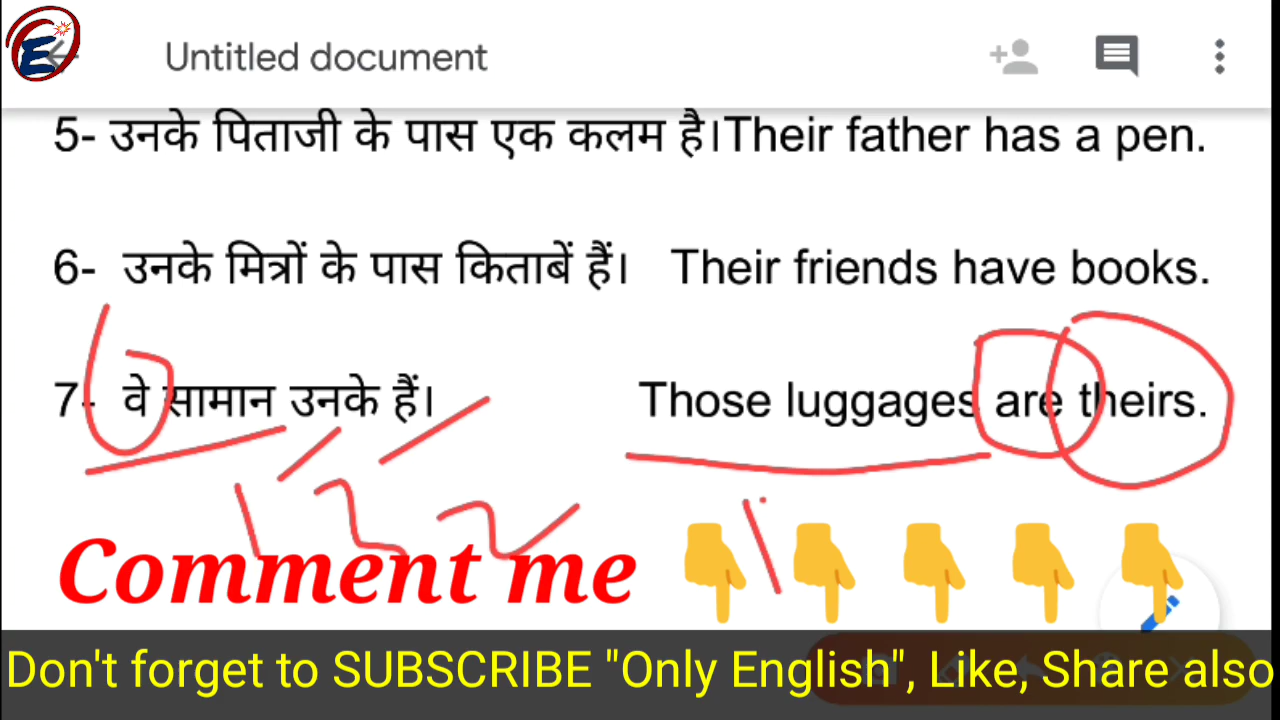 E
Untitled document
5- उनके पिताजी के पास एक कलम है।Their father has a pen.
6- उनके मित्रों के पास किताबें हैं। Their friends have books.
7- वे सामान उनके हैं। Those luggages are theirs.
Comment me
Don't forget to SUBSCRIBE "Only English", Like, Share also